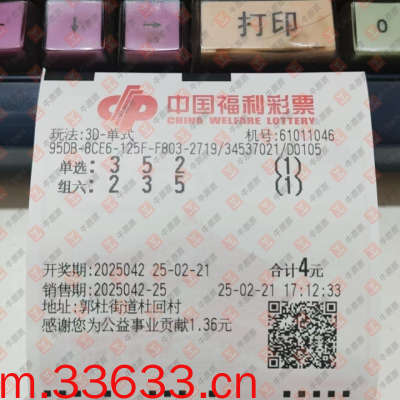 打印
0
中国福利彩票
CHINA WELFARE LOTTERY
玩法:3D-单式 机号:61011046
95DB-8CE6-125F-F803-2719/34537021/D0105
单选: 3 5 2 (1)
组六: 2 3 5 (1)
开奖期:2025042 25-02-21 合计4元
销售期:2025042-25 25-02-21 17:12:33
地址:郭杜街道杜回村
感谢您为公益事业贡献1.36元
m.33633.cn